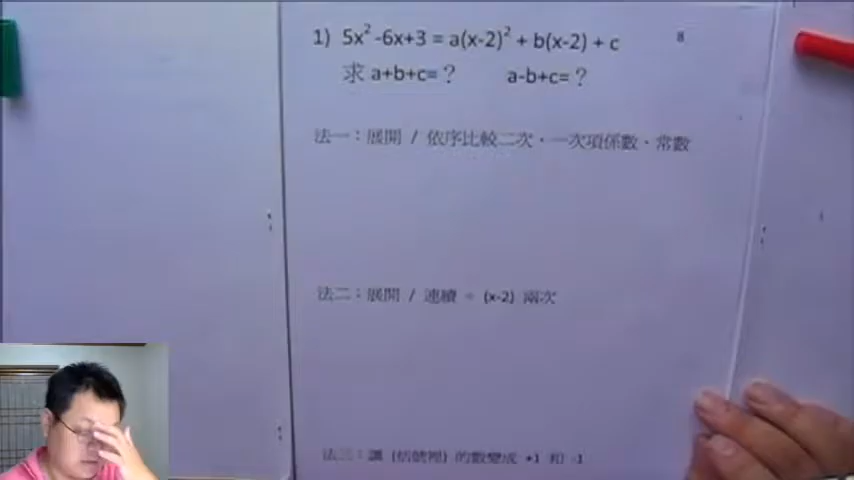 1) 5x² -6x+3 = a(x-2)² + b(x-2) + c 8
求 a+b+c=？ a-b+c=？
法一：展開 / 依序比較二次、一次項係數、常數
法二：展開 / 連續 ÷ (x-2) 兩次
法三：讓 (括號裡) 的數變成 +1 和 -1